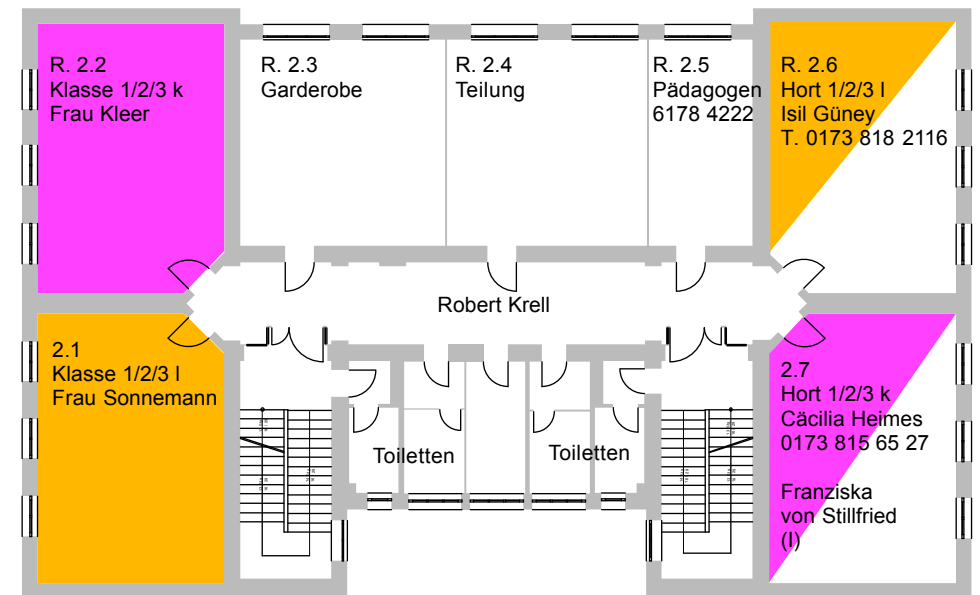 R. 2.2
Klasse 1/2/3 k
Frau Kleer
R. 2.3
Garderobe
R. 2.4
Teilung
R. 2.5
Pädagogen
6178 4222
R. 2.6
Hort 1/2/3 l
Isil Güney
T. 0173 818 2116
Robert Krell
2.1
Klasse 1/2/3 l
Frau Sonnemann
Toiletten
Toiletten
2.7
Hort 1/2/3 k
Cäcilia Heimes
0173 815 65 27
Franziska
von Stillfried
(I)